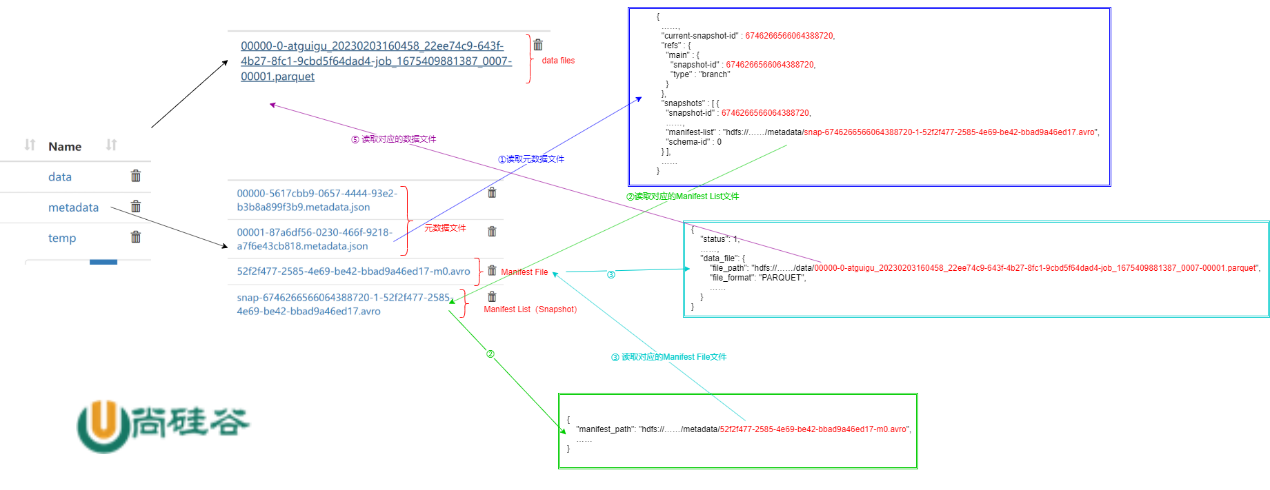 00000-0-atguigu_20230203160458_22ee74c9-643f-
4b27-8fc1-9cbd5f64dad4-job_1675409881387_0007-
00001.parquet
data files
Name
data
metadata
temp
00000-5617cbb9-0657-4444-93e2-
b3b8a899f3b9.metadata.json
00001-87a6df56-0230-466f-9218-
a7f6e43cb818.metadata.json
元数据文件
52f2f477-2585-4e69-be42-bbad9a46ed17-m0.avro
Manifest File
snap-6746266566064388720-1-52f2f477-2585-
4e69-be42-bbad9a46ed17.avro
Manifest List（Snapshot）
⑤ 读取对应的数据文件
①读取元数据文件
{
……,
"current-snapshot-id" : 6746266566064388720,
"refs" : {
"main" : {
"snapshot-id" : 6746266566064388720,
"type" : "branch"
}
},
"snapshots" : [ {
"snapshot-id" : 6746266566064388720,
……,
"manifest-list" : "hdfs://……/metadata/snap-6746266566064388720-1-52f2f477-2585-4e69-be42-bbad9a46ed17.avro",
"schema-id" : 0
} ],
……
}
②读取对应的Manifest List文件
{
"status": 1,
……,
"data_file": {
"file_path": "hdfs://……/data/00000-0-atguigu_20230203160458_22ee74c9-643f-4b27-8fc1-9cbd5f64dad4-job_1675409881387_0007-00001.parquet",
"file_format": "PARQUET",
……
}
}
③
②
③ 读取对应的Manifest File文件
{
"manifest_path": "hdfs://……/metadata/52f2f477-2585-4e69-be42-bbad9a46ed17-m0.avro",
……
}
尚硅谷